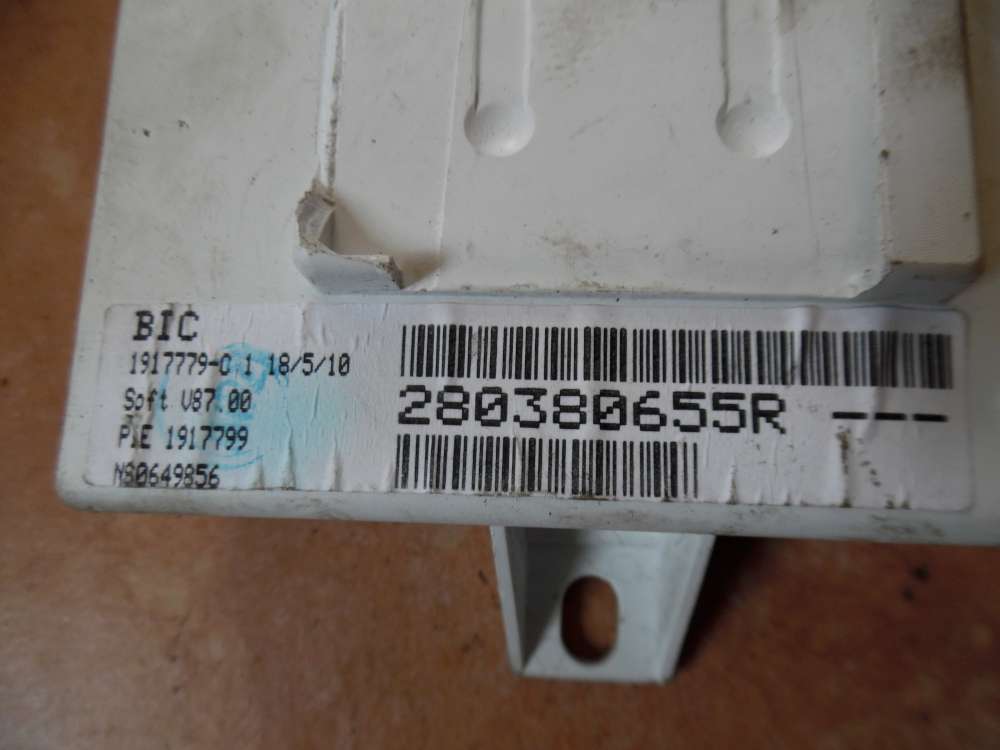 BIC
1917779-C 1 18/5/10
Soft V87.00
P.E 1917799
N80649856
280380655R ---